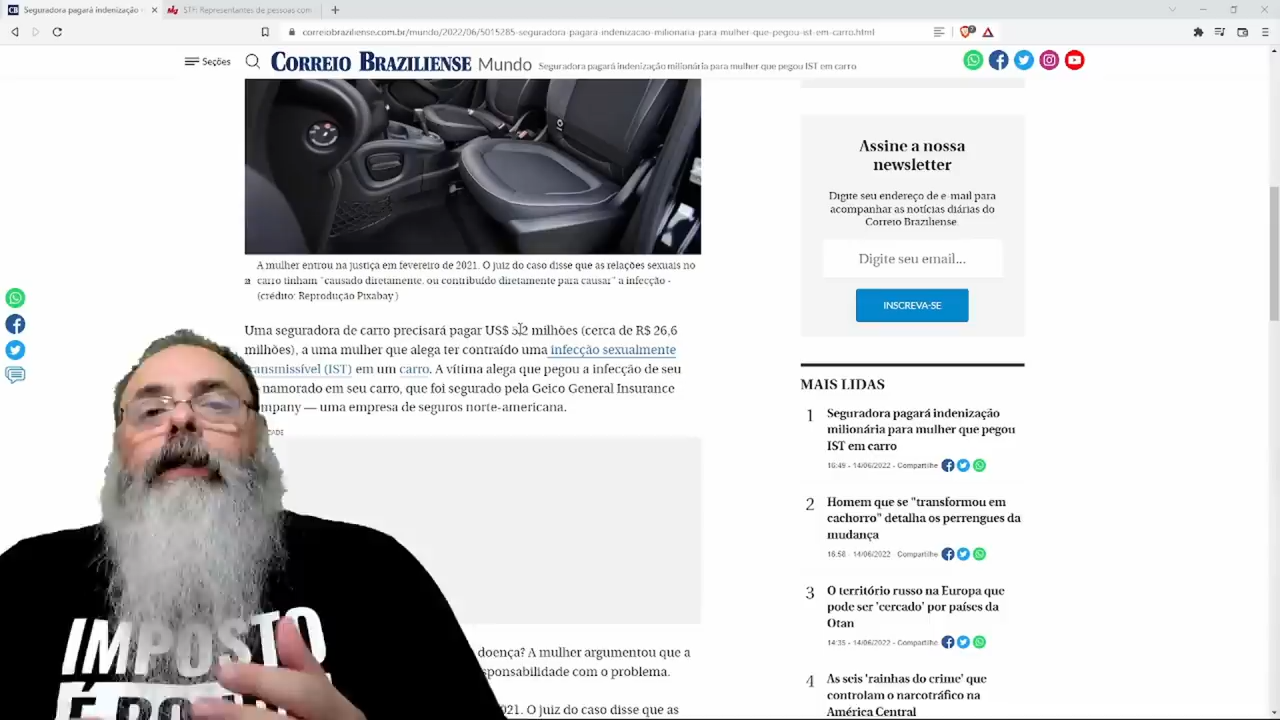 Seguradora pagará indenização
STF! Representantes de pessoas com
correiobraziliense.com.br/mundo/2022/06/5015285-seguradora-pagara-indenizacao-milionaria-para-mulher-que-pegou-ist-em-carro.html
Seções
CORREIO BRAZILIENSE
Mundo
Seguradora pagará indenização milionária para mulher que pegou IST em carro
A mulher entrou na justiça em fevereiro de 2021. O juiz do caso disse que as relações sexuais no
carro tinham "causado diretamente, ou contribuído diretamente para causar" a infecção -
(crédito: Reprodução Pixabay )
Uma seguradora de carro precisará pagar US$ 5,2 milhões (cerca de R$ 26,6
milhões), a uma mulher que alega ter contraído uma infecção sexualmente
ansmissível (IST) em um carro. A vítima alega que pegou a infecção de seu
namorado em seu carro, que foi segurado pela Geico General Insurance
mpany — uma empresa de seguros norte-americana.
CADE
doença? A mulher argumentou que a
sponsabilidade com o problema.
021. O juiz do caso disse que as
IMPOSTO
É RO
Assine a nossa
newsletter
Digite seu endereço de e-mail para
acompanhar as notícias diárias do
Correio Braziliense
Digite seu email...
INSCREVA-SE
MAIS LIDAS
1 Seguradora pagará indenização
milionária para mulher que pegou
IST em carro
16:49 - 14/06/2022 - Compartilhe
2 Homem que se "transformou em
cachorro" detalha os perrengues da
mudança
16:58 - 14/06/2022 - Compartilhe
3 O território russo na Europa que
pode ser 'cercado' por países da
Otan
14:35 - 14/06/2022 - Compartilhe
4 As seis 'rainhas do crime' que
controlam o narcotráfico na
América Central